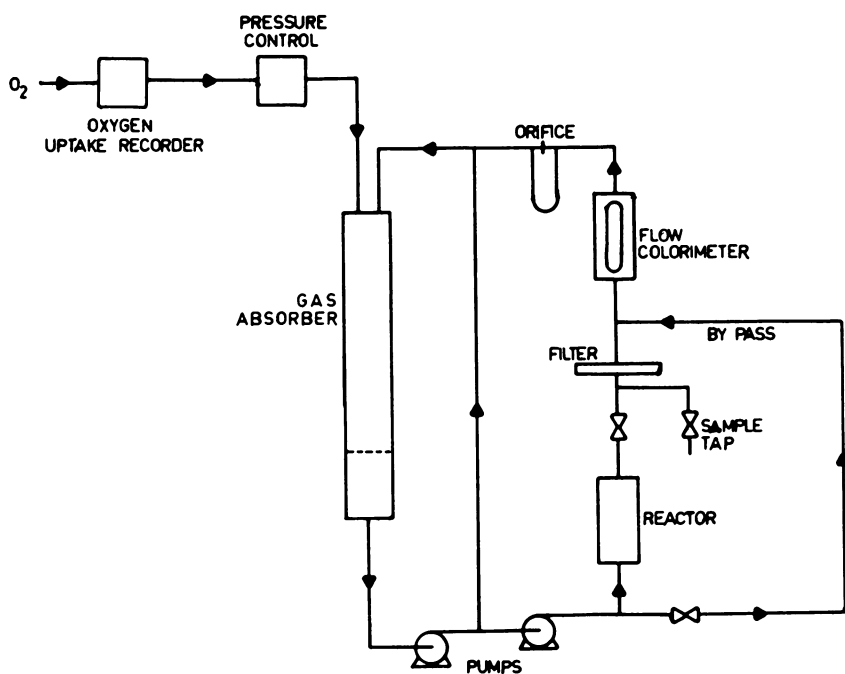 PRESSURE
CONTROL
O2
OXYGEN
UPTAKE RECORDER
ORIFICE
FLOW
COLORIMETER
GAS
ABSORBER
BY PASS
FILTER
SAMPLE
TAP
REACTOR
PUMPS